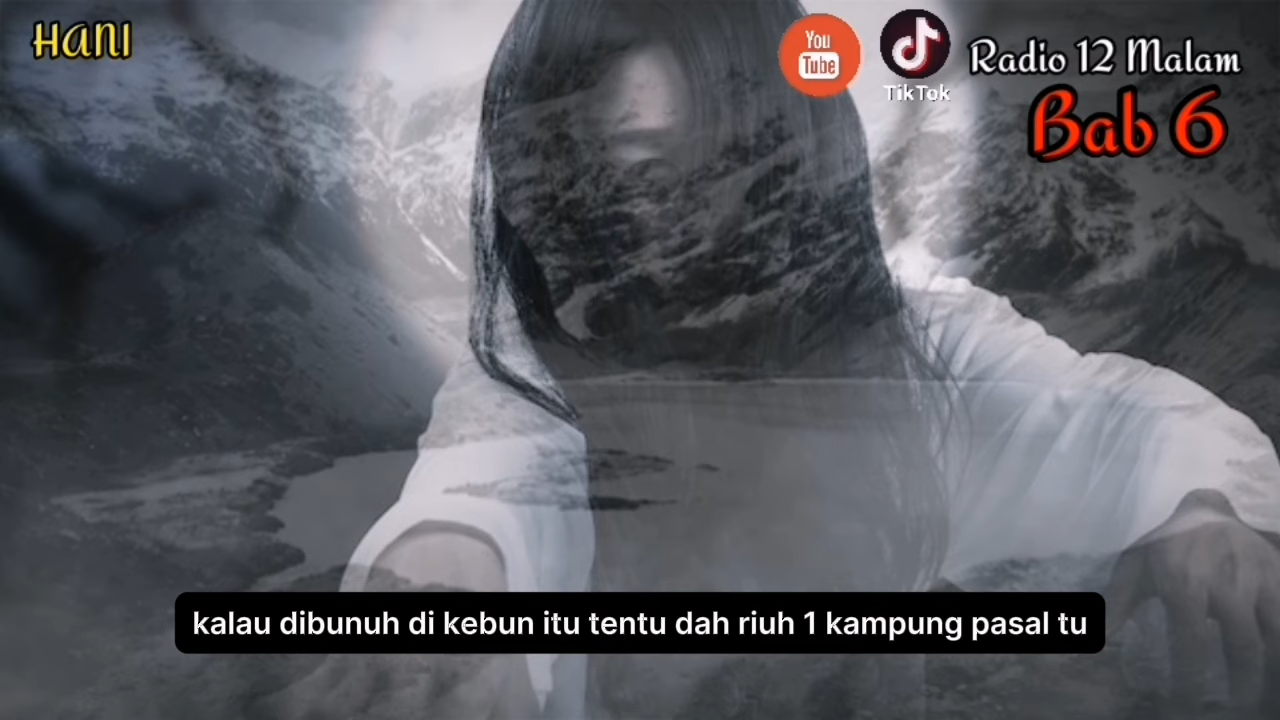 HANI
You
Tube
TikTok
Radio 12 Malam
Bab 6
kalau dibunuh di kebun itu tentu dah riuh 1 kampung pasal tu